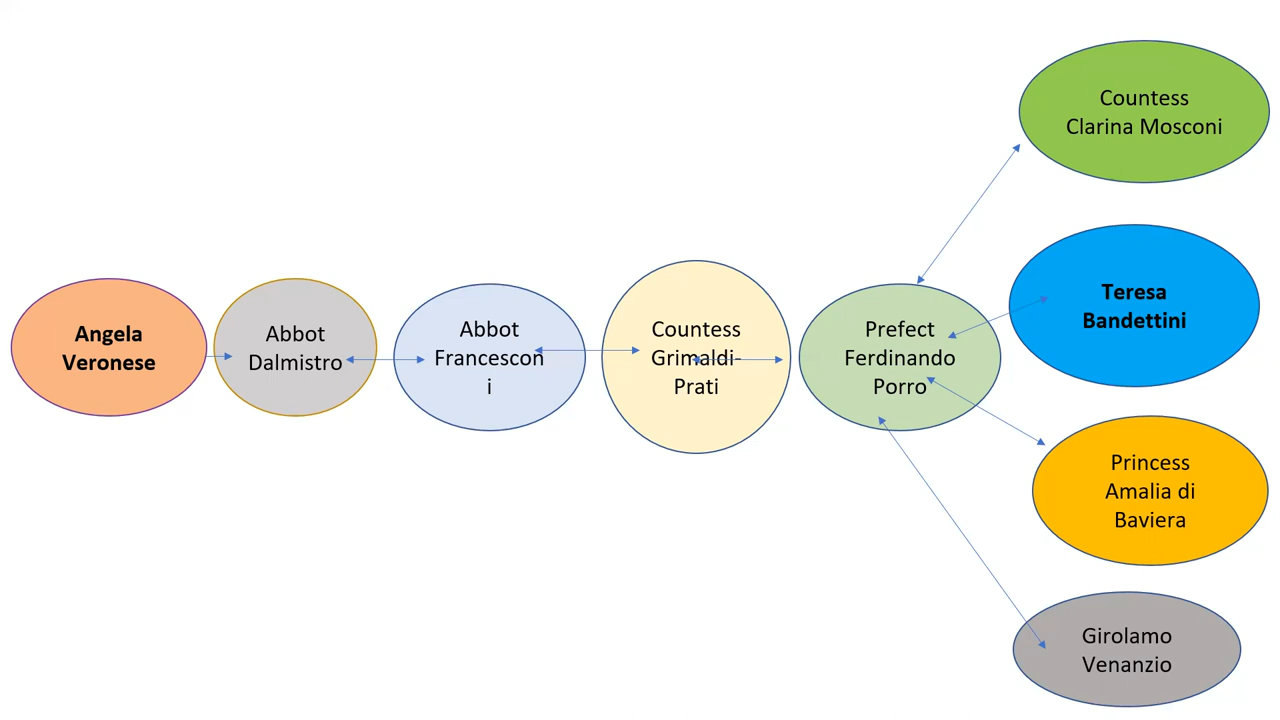 Angela
Veronese
Abbot
Dalmistro
Abbot
Francescon
i
Countess
Grimaldi-
Prati
Prefect
Ferdinando
Porro
Countess
Clarina Mosconi
Teresa
Bandettini
Princess
Amalia di
Baviera
Girolamo
Venanzio